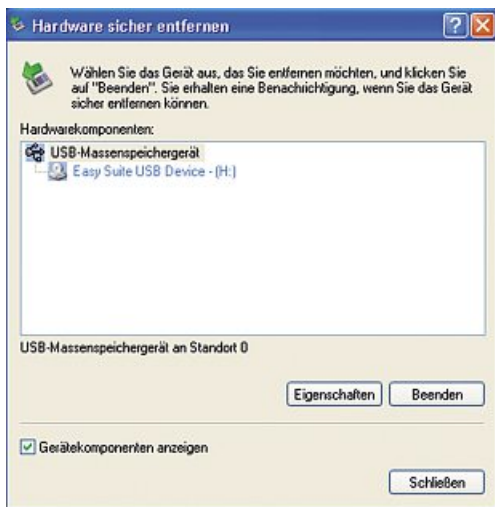 Hardware sicher entfernen
Wählen Sie das Gerät aus, das Sie entfernen möchten, und klicken Sie
auf "Beenden". Sie erhalten eine Benachrichtigung, wenn Sie das Gerät
sicher entfernen können.
Hardwarekomponenten:
USB-Massenspeichergerät
Easy Suite USB Device - (H:)
USB-Massenspeichergerät an Standort 0
Eigenschaften Beenden
Gerätekomponenten anzeigen
Schließen